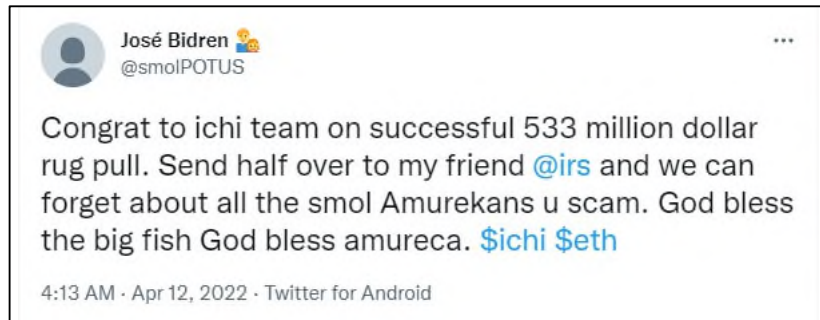 José Bidren 👨‍👧
@smolPOTUS
Congrat to ichi team on successful 533 million dollar
rug pull. Send half over to my friend @irs and we can
forget about all the smol Amurekans u scam. God bless
the big fish God bless amureca. $ichi $eth
4:13 AM · Apr 12, 2022 · Twitter for Android